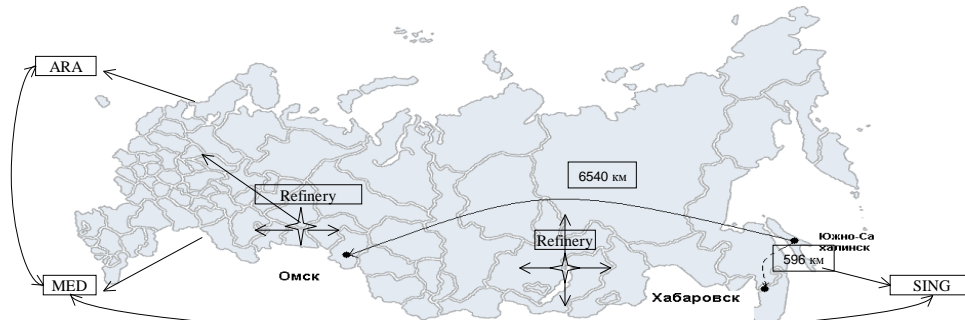 ARA
6540 км
Refinery
Refinery
Южно-Са
халинск
596 км
Омск
MED
SING
Хабаровск